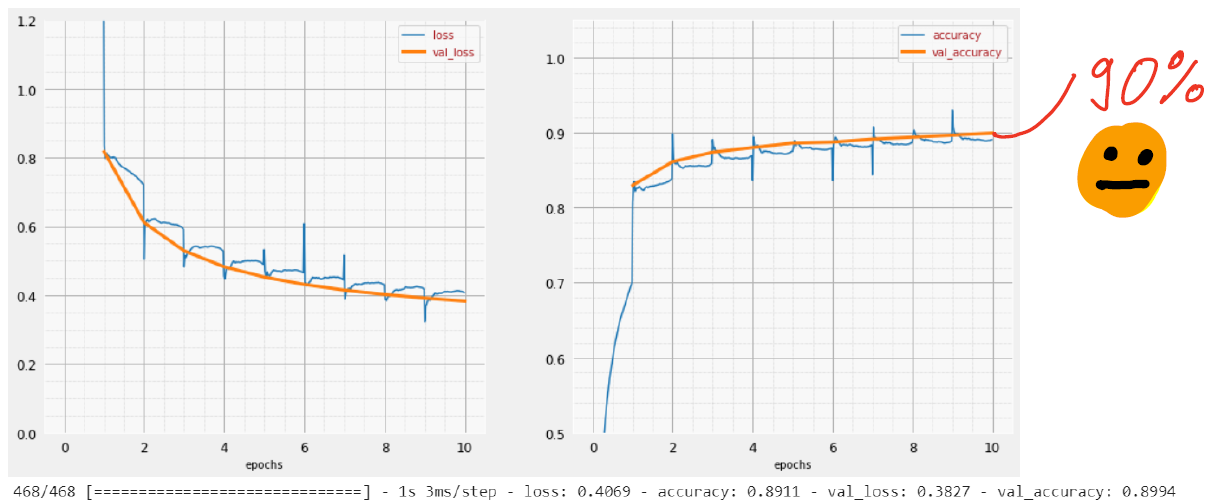 1.2
1.0
0.8
0.6
0.4
0.2
0.0
loss
val_loss
0 2 4 6 8 10
epochs
1.0
0.9
0.8
0.7
0.6
0.5
accuracy
val_accuracy
0 2 4 6 8 10
epochs
90%
468/468 [==============================] - 1s 3ms/step - loss: 0.4069 - accuracy: 0.8911 - val_loss: 0.3827 - val_accuracy: 0.8994